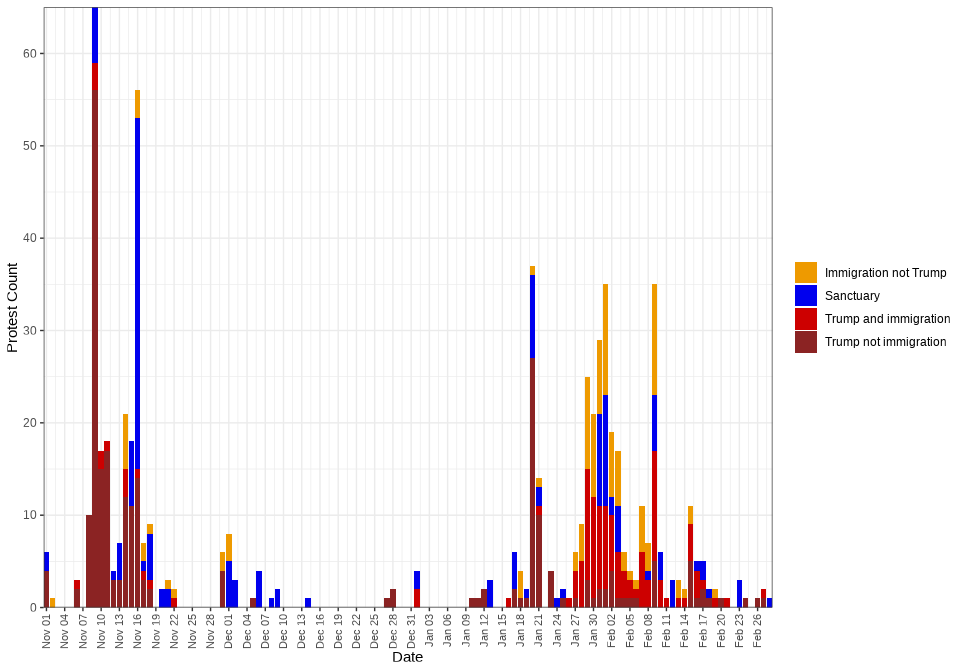 60
50
40
30
20
10
0
Protest Count
Nov 01
Nov 04
Nov 07
Nov 10
Nov 13
Nov 16
Nov 19
Nov 22
Nov 25
Nov 28
Dec 01
Dec 04
Dec 07
Dec 10
Dec 13
Dec 16
Dec 19
Dec 22
Dec 25
Dec 28
Dec 31
Jan 03
Jan 06
Jan 09
Jan 12
Jan 15
Jan 18
Jan 21
Jan 24
Jan 27
Jan 30
Feb 02
Feb 05
Feb 08
Feb 11
Feb 14
Feb 17
Feb 20
Feb 23
Feb 26
Date
Immigration not Trump
Sanctuary
Trump and immigration
Trump not immigration